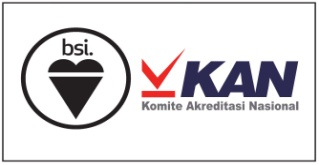 bsi.
KAN
Komite Akreditasi Nasional